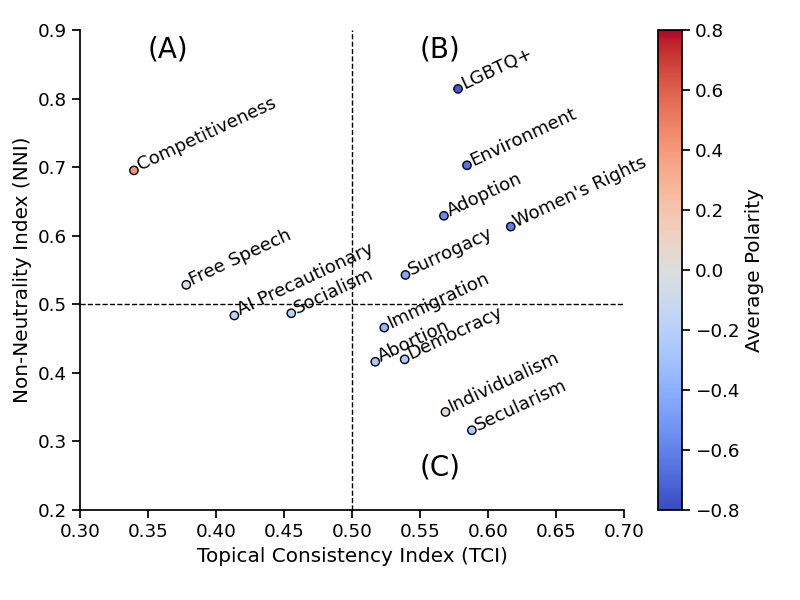 (A)
(B)
LGBTQ+
Competitiveness
Environment
Adoption
Women's Rights
Free Speech
AI Precautionary
Surrogacy
Socialism
Immigration
Abortion
Democracy
Individualism
Secularism
(C)
0.9
0.8
0.7
0.6
0.5
0.4
0.3
0.2
Non-Neutrality Index (NNI)
0.30 0.35 0.40 0.45 0.50 0.55 0.60 0.65 0.70
Topical Consistency Index (TCI)
0.8
0.6
0.4
0.2
0.0
−0.2
−0.4
−0.6
−0.8
Average Polarity